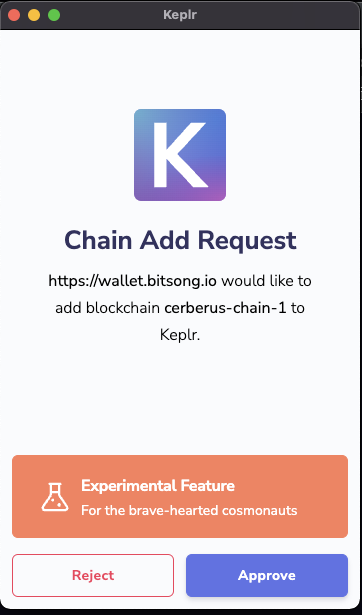 Keplr
K
Chain Add Request
https://wallet.bitsong.io would like to
add blockchain cerberus-chain-1 to
Keplr.
Experimental Feature
For the brave-hearted cosmonauts
Reject
Approve